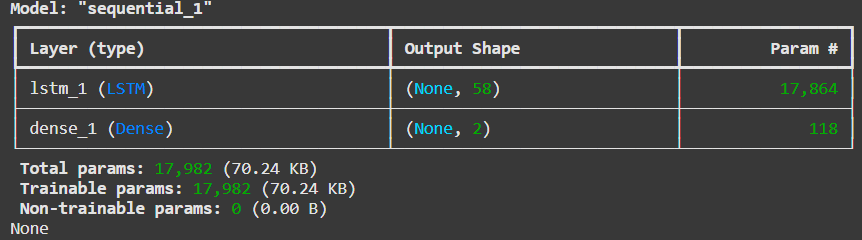 Model: "sequential_1"
Layer (type) Output Shape Param #
lstm_1 (LSTM) (None, 58) 17,864
dense_1 (Dense) (None, 2) 118
Total params: 17,982 (70.24 KB)
Trainable params: 17,982 (70.24 KB)
Non-trainable params: 0 (0.00 B)
None